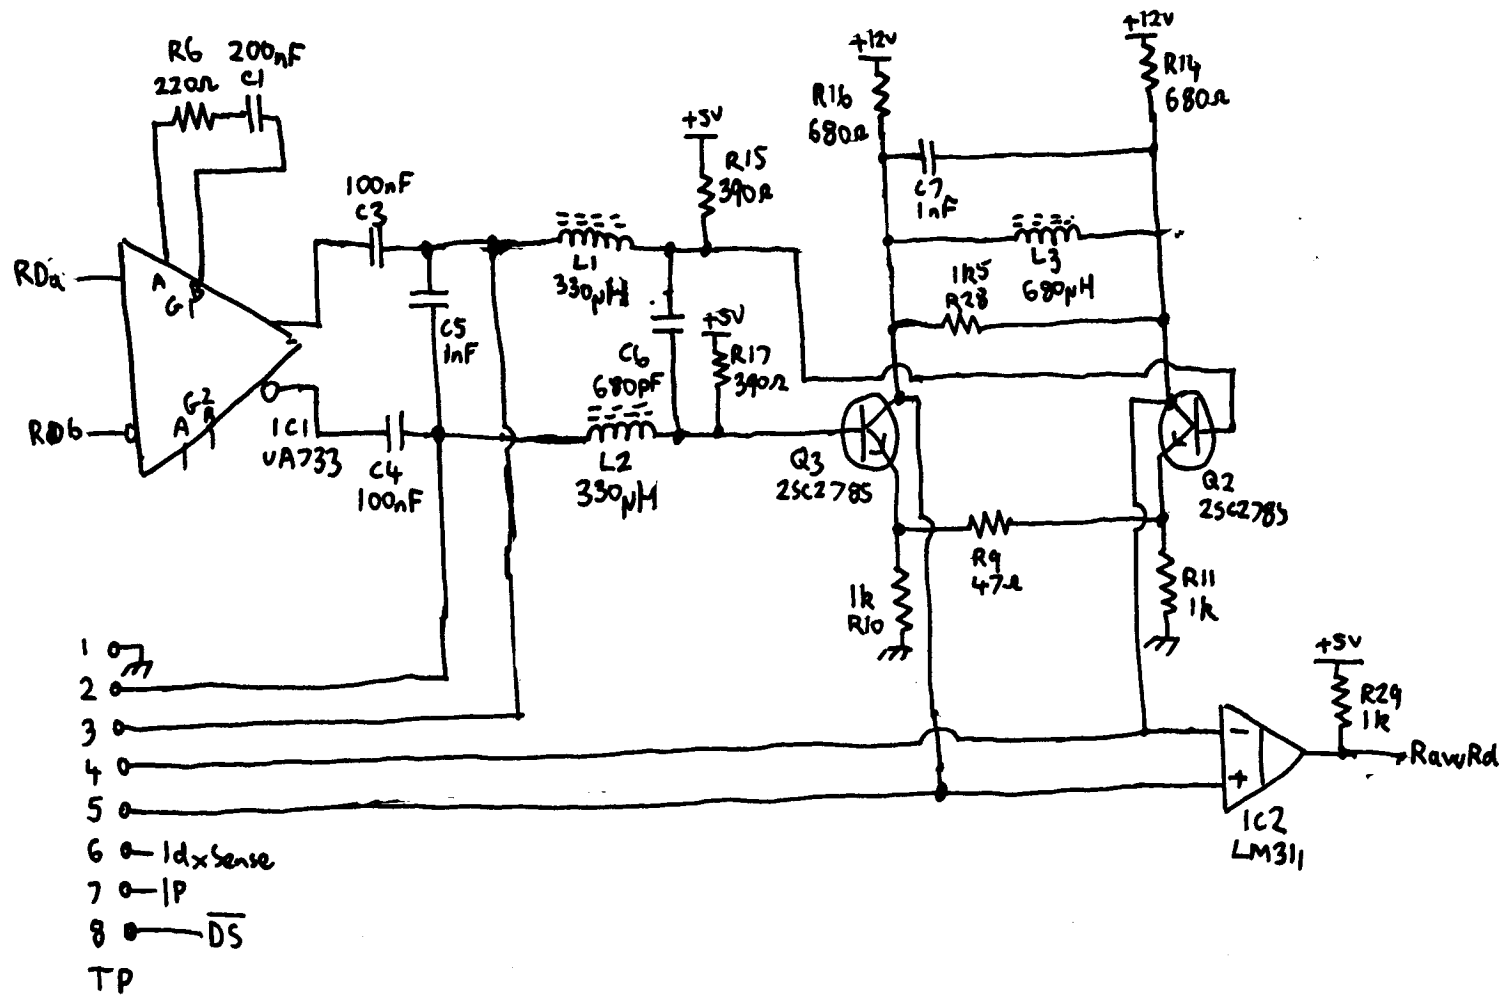 R6 200nF
220Ω C1
+12v
+12v
R14
680Ω
R16
680Ω
+5V
R15
390Ω
100nF
C3
C7
1nF
RDa
A B
G1
L1
330µH
L3
680µH
1k5
R28
C5
1nF
+5V
C6
680pF
R17
390Ω
G2
A B
RDb
IC1
UA733
C4
100nF
L2
330µH
Q3
2SC2785
Q2
2SC2785
R9
47Ω
1k
R10
R11
1k
1
2
3
4
5
6 IdxSense
7 IP
8 DS
TP
+5V
R29
1k
-
+
RawRd
IC2
LM311